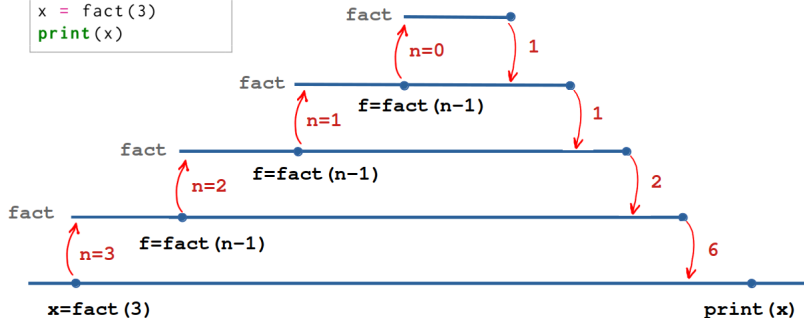 x = fact(3)
print(x)
fact
n=0
1
fact
f=fact(n-1)
n=1
1
fact
f=fact(n-1)
n=2
2
fact
f=fact(n-1)
n=3
6
x=fact(3)
print(x)